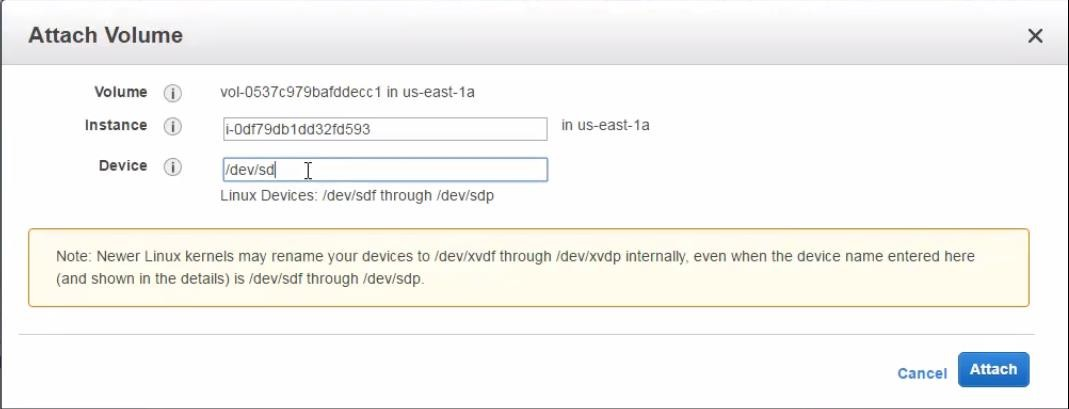 Attach Volume
Volume vol-0537c979bafddecc1 in us-east-1a
Instance i-0df79db1dd32fd593 in us-east-1a
Device /dev/sd
Linux Devices: /dev/sdf through /dev/sdp
Note: Newer Linux kernels may rename your devices to /dev/xvdf through /dev/xvdp internally, even when the device name entered here
(and shown in the details) is /dev/sdf through /dev/sdp.
Cancel Attach